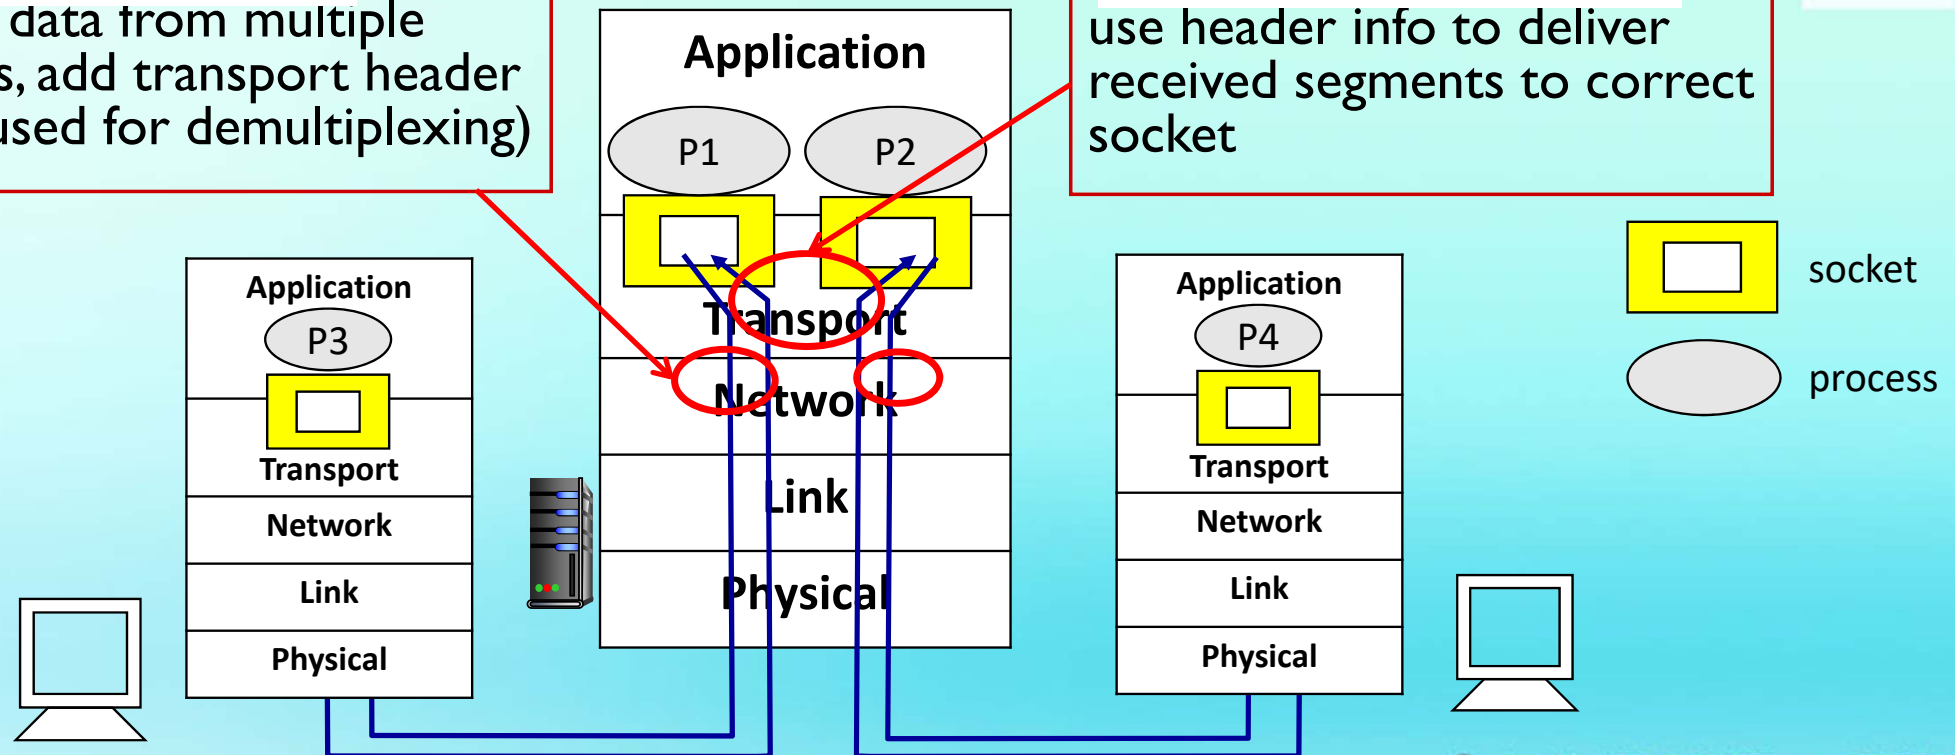 data from multiple
s, add transport header
used for demultiplexing)
use header info to deliver
received segments to correct
socket
Application
P1
P2
Transport
Network
Link
Physical
Application
P3
Transport
Network
Link
Physical
Application
P4
Transport
Network
Link
Physical
socket
process